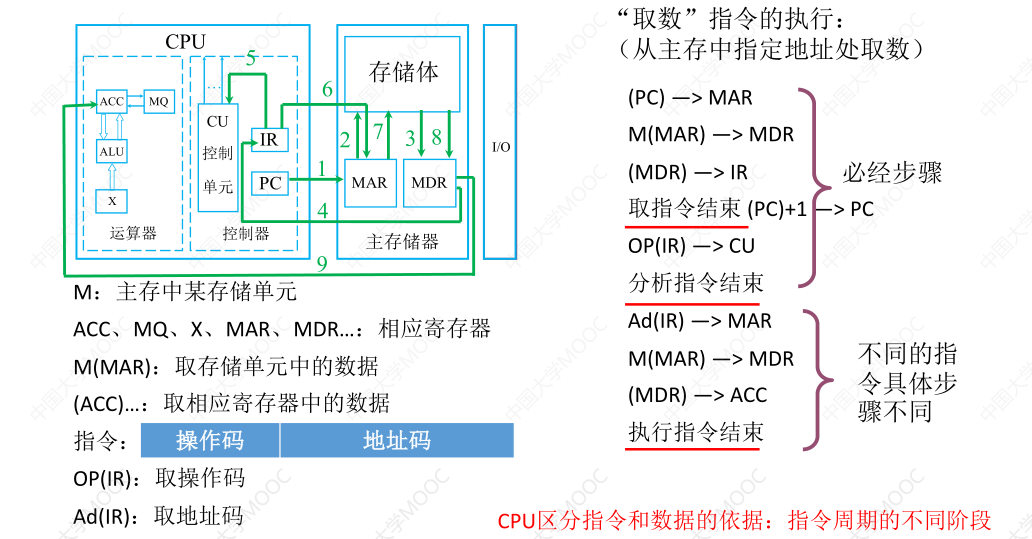 CPU
ACC
MQ
ALU
X
运算器
…
CU
控制
单元
IR
PC
控制器
存储体
MAR
MDR
主存储器
I/O
1
2
3
4
5
6
7
8
9
M：主存中某存储单元
ACC、MQ、X、MAR、MDR…：相应寄存器
M(MAR)：取存储单元中的数据
(ACC)…：取相应寄存器中的数据
指令： 操作码 地址码
OP(IR)：取操作码
Ad(IR)：取地址码
“取数”指令的执行：
（从主存中指定地址处取数）
(PC) —> MAR
M(MAR) —> MDR
(MDR) —> IR
取指令结束 (PC)+1 —> PC
OP(IR) —> CU
分析指令结束
必经步骤
Ad(IR) —> MAR
M(MAR) —> MDR
(MDR) —> ACC
执行指令结束
不同的指
令具体步
骤不同
CPU区分指令和数据的依据：指令周期的不同阶段
中国大学MOOC